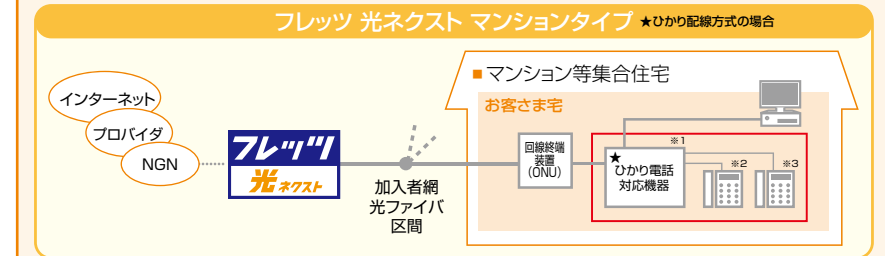 フレッツ 光ネクスト マンションタイプ ★ひかり配線方式の場合
インターネット
プロバイダ
NGN
フレッツ
光ネクスト
加入者網
光ファイバ
区間
■マンション等集合住宅
お客さま宅
回線終端
装置
(ONU)
★
ひかり電話
対応機器
※1
※2
※3